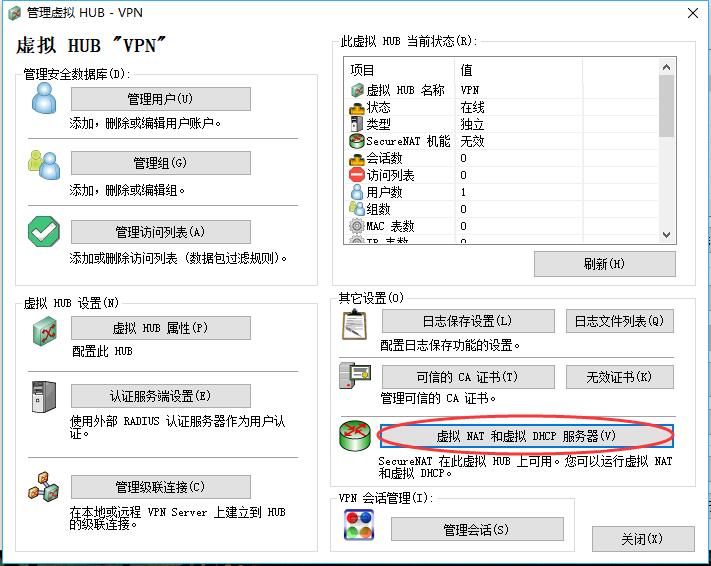 管理虚拟 HUB - VPN
虚拟 HUB "VPN"
管理安全数据库(D):
管理用户(U)
添加，删除或编辑用户账户。
管理组(G)
添加，删除或编辑组。
管理访问列表(A)
添加或删除访问列表 (数据包过滤规则)。
此虚拟 HUB 当前状态(R):
项目 值
虚拟 HUB 名称 VPN
状态 在线
类型 独立
SecureNAT 机能 无效
会话数 0
访问列表 0
用户数 1
组数 0
MAC 表数 0
IP 表数 0
刷新(H)
虚拟 HUB 设置(N)
虚拟 HUB 属性(P)
配置此 HUB
认证服务端设置(E)
使用外部 RADIUS 认证服务器作为用户认
证。
管理级联连接(C)
在本地或远程 VPN Server 上建立到 HUB
的级联连接。
其它设置(O)
日志保存设置(L) 日志文件列表(Q)
配置日志保存功能的设置。
可信的 CA 证书(T) 无效证书(K)
管理可信的 CA 证书。
虚拟 NAT 和虚拟 DHCP 服务器(V)
SecureNAT 在此虚拟 HUB 上可用。您可以运行虚拟 NAT
和虚拟 DHCP。
VPN 会话管理(I):
管理会话(S)
关闭(X)